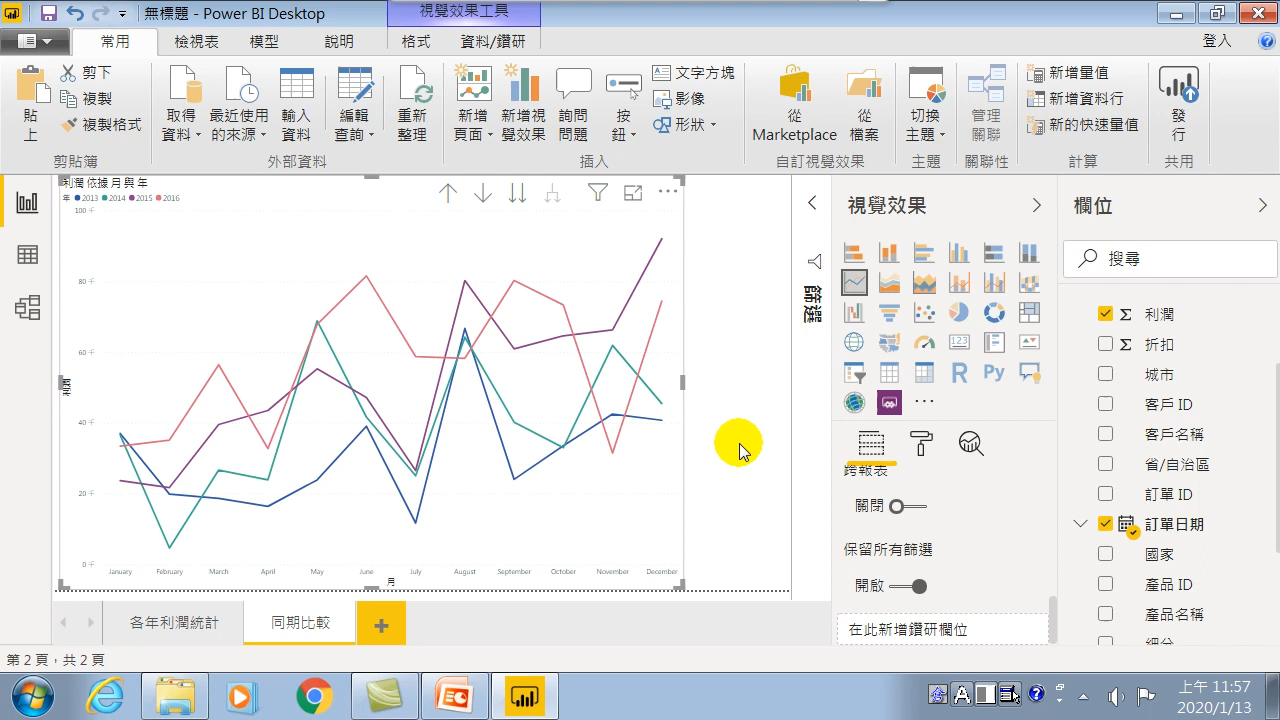 無標題 - Power BI Desktop
視覺效果工具
常用 檢視表 模型 說明 格式 資料/鑽研 登入
貼上 剪下 複製 複製格式
取得資料 最近使用的來源 輸入資料 編輯查詢 重新整理
新增頁面 新增視覺效果 詢問問題 按鈕 文字方塊 影像 形狀
從 Marketplace 從檔案 切換主題 管理關聯
新增量值 新增資料行 新的快速量值 發行
剪貼簿 外部資料 插入 自訂視覺效果 主題 關聯性 計算 共用
利潤 依據 月 與 年
年 2013 2014 2015 2016
100 千
80 千
60 千
40 千
20 千
0 千
利潤
January February March April May June July August September October November December
月
篩選
視覺效果
123
R Py
跨報表
關閉
保留所有篩選
開啟
在此新增鑽研欄位
欄位
搜尋
Σ 利潤
Σ 折扣
城市
客戶 ID
客戶名稱
省/自治區
訂單 ID
訂單日期
國家
產品 ID
產品名稱
細分
各年利潤統計 同期比較
第 2 頁，共 2 頁
上午 11:57
2020/1/13